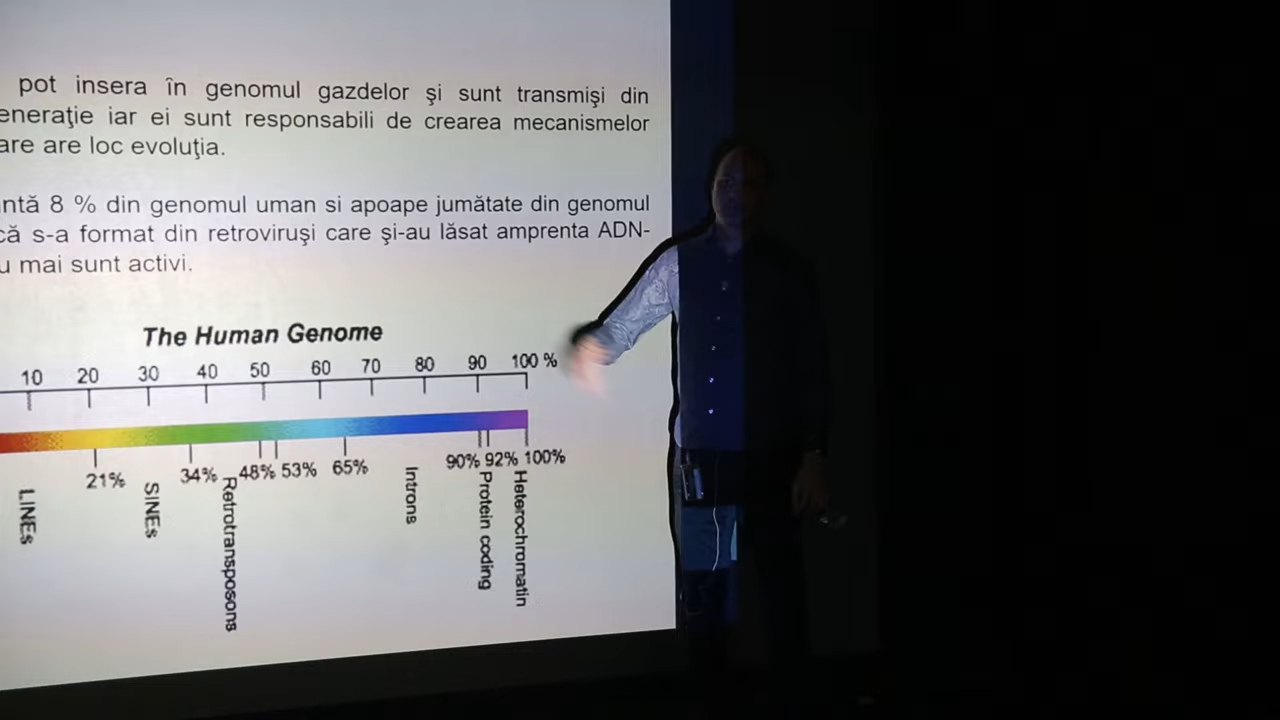 pot insera în genomul gazdelor şi sunt transmişi din
eneraţie iar ei sunt responsabili de crearea mecanismelor
are are loc evoluţia.
ntă 8 % din genomul uman si apoape jumătate din genomul
că s-a format din retroviruşi care şi-au lăsat amprenta ADN-
u mai sunt activi.
The Human Genome
10 20 30 40 50 60 70 80 90 100 %
21% 34% 48% 53% 65% 90% 92% 100%
LINEs
SINEs
Retrotransposons
Introns
Protein coding
Heterochromatin